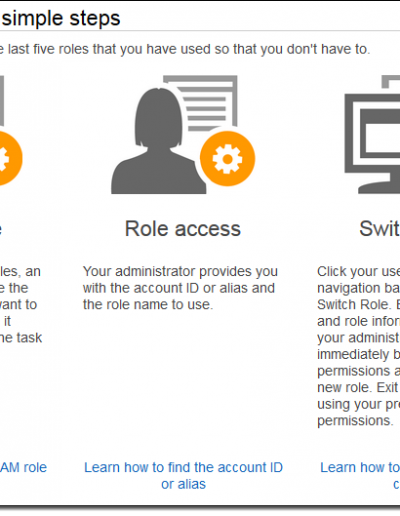 simple steps
e last five roles that you have used so that you don't have to.
e
les, an
e the
vant to
it
ne task
AM role
Role access
Your administrator provides you
with the account ID or alias and
the role name to use.
Learn how to find the account ID
or alias
Swit
Click your use
navigation ba
Switch Role. E
and role infor
your administ
immediately b
permissions a
new role. Exit
using your pre
permissions.
Learn how to
c